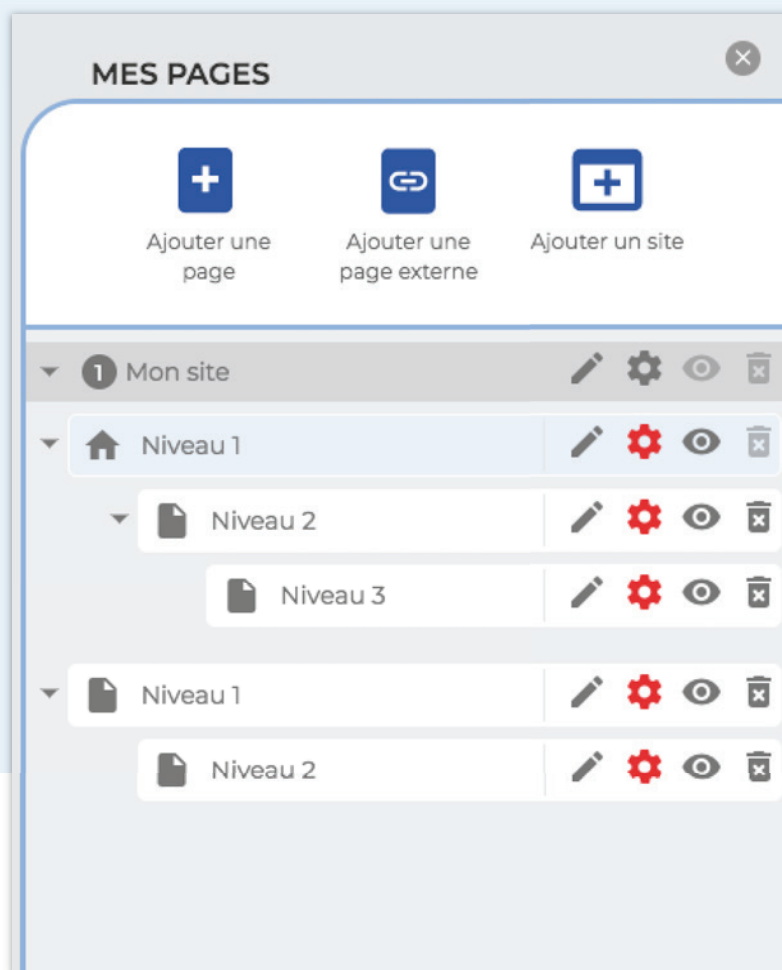 MES PAGES
Ajouter une
page
Ajouter une
page externe
Ajouter un site
1 Mon site
Niveau 1
Niveau 2
Niveau 3
Niveau 1
Niveau 2